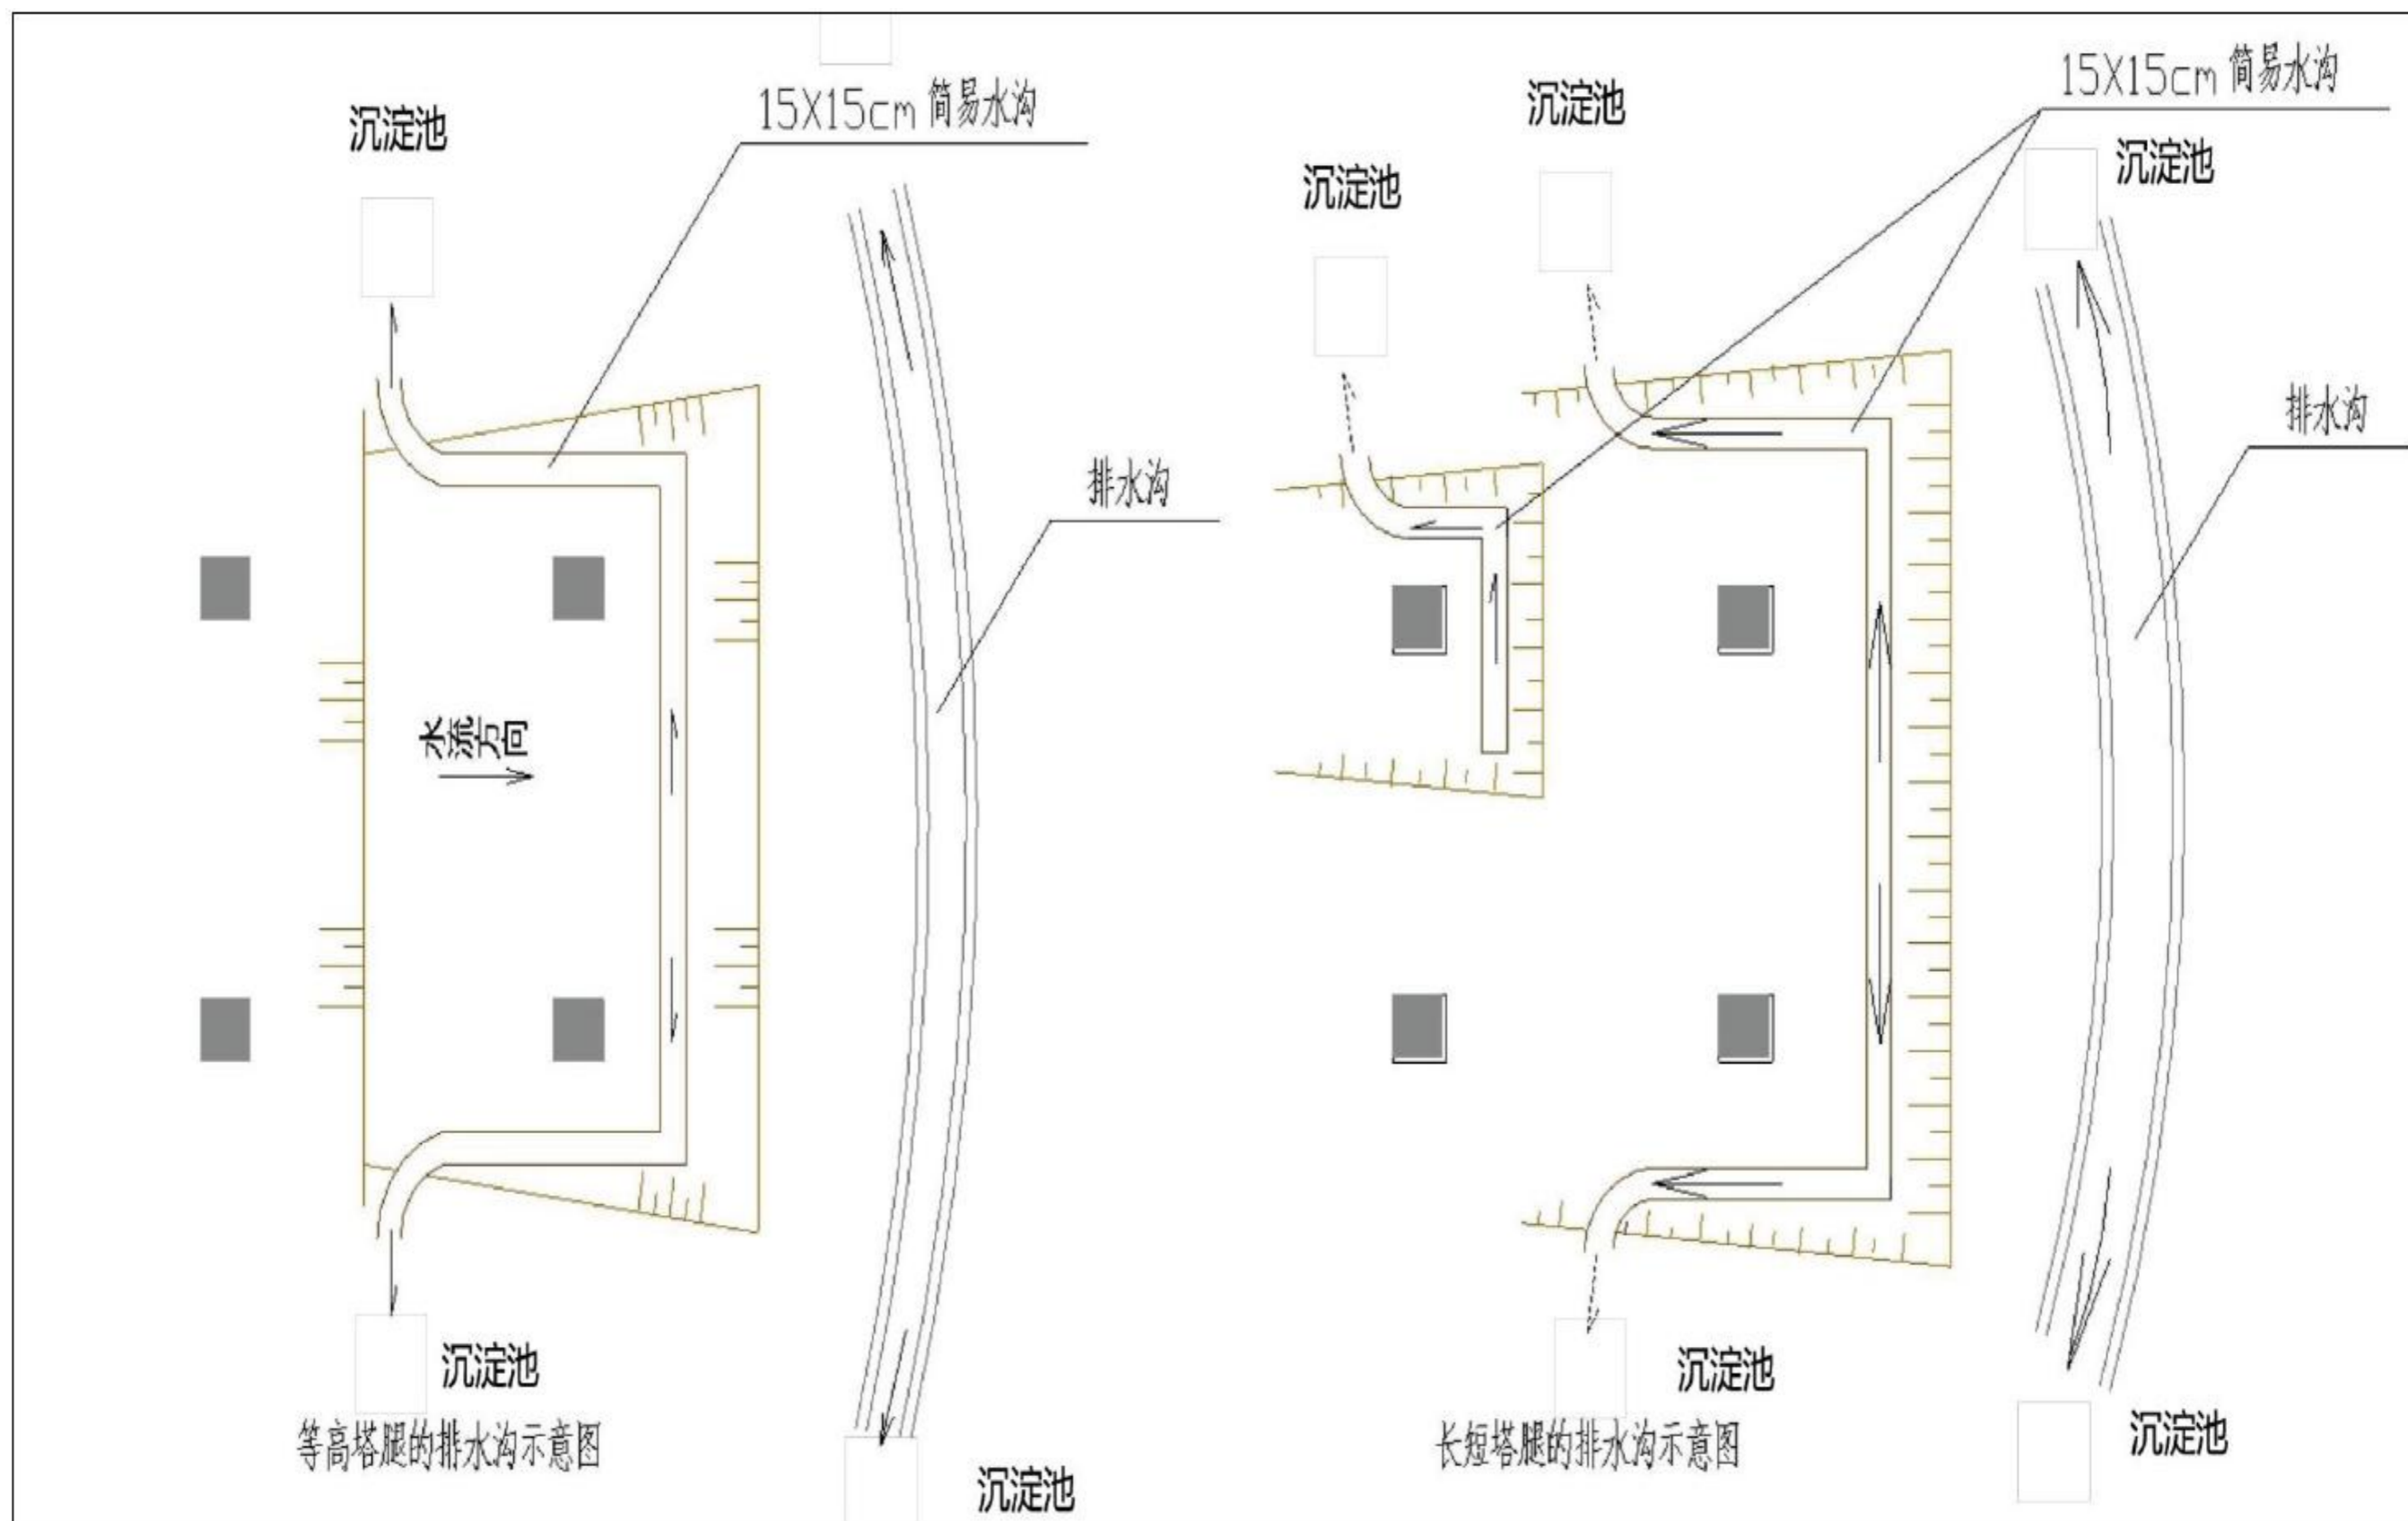 15X15cm 简易水沟
沉淀池
排水沟
水流方向
沉淀池
等高塔腿的排水沟示意图
沉淀池
15X15cm 简易水沟
沉淀池
沉淀池
沉淀池
排水沟
沉淀池
长短塔腿的排水沟示意图
沉淀池